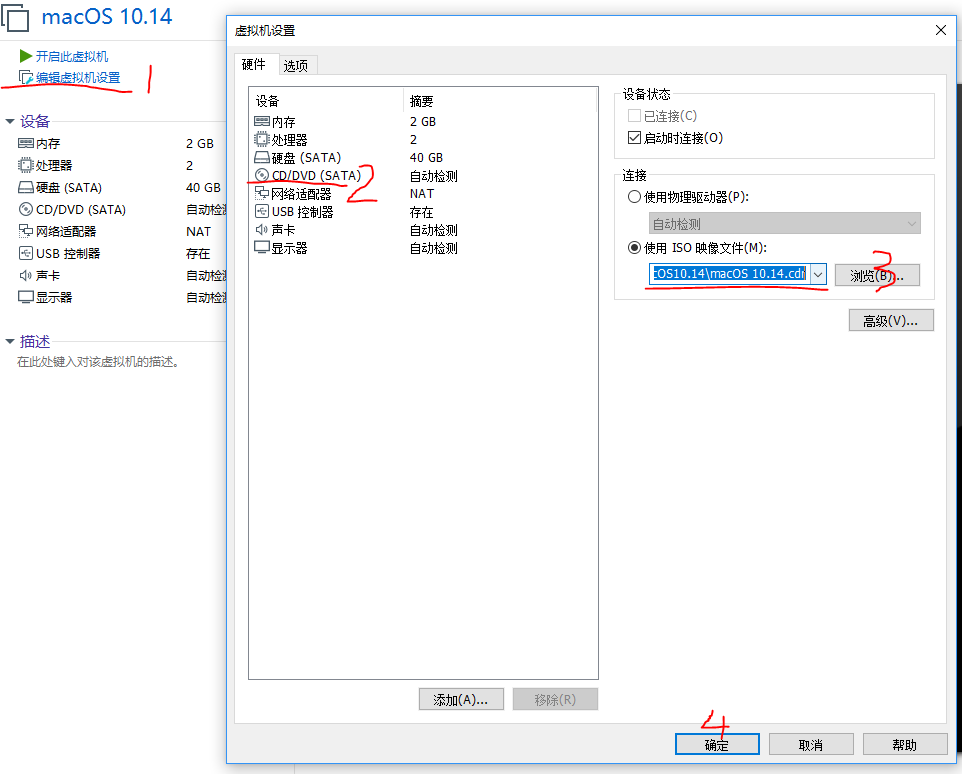 macOS 10.14
开启此虚拟机
编辑虚拟机设置 1
设备
内存 2 GB
处理器 2
硬盘 (SATA) 40 GB
CD/DVD (SATA) 自动检测
网络适配器 NAT
USB 控制器 存在
声卡 自动检测
显示器 自动检测
描述
在此处键入对该虚拟机的描述。
虚拟机设置
硬件 选项
设备 摘要
内存 2 GB
处理器 2
硬盘 (SATA) 40 GB
CD/DVD (SATA) 自动检测
2
网络适配器 NAT
USB 控制器 存在
声卡 自动检测
显示器 自动检测
添加(A)... 移除(R)
设备状态
已连接(C)
启动时连接(O)
连接
使用物理驱动器(P):
自动检测
使用 ISO 映像文件(M):
OS10.14\macOS 10.14.cdr 浏览(B)...
3
高级(V)...
4
确定 取消 帮助